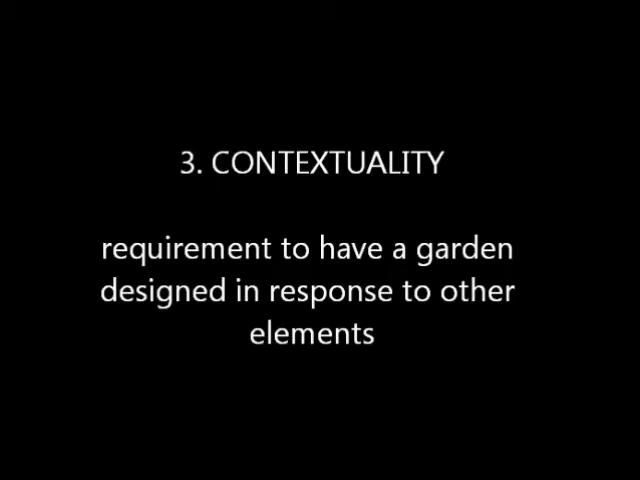 3. CONTEXTUALITY
requirement to have a garden
designed in response to other
elements